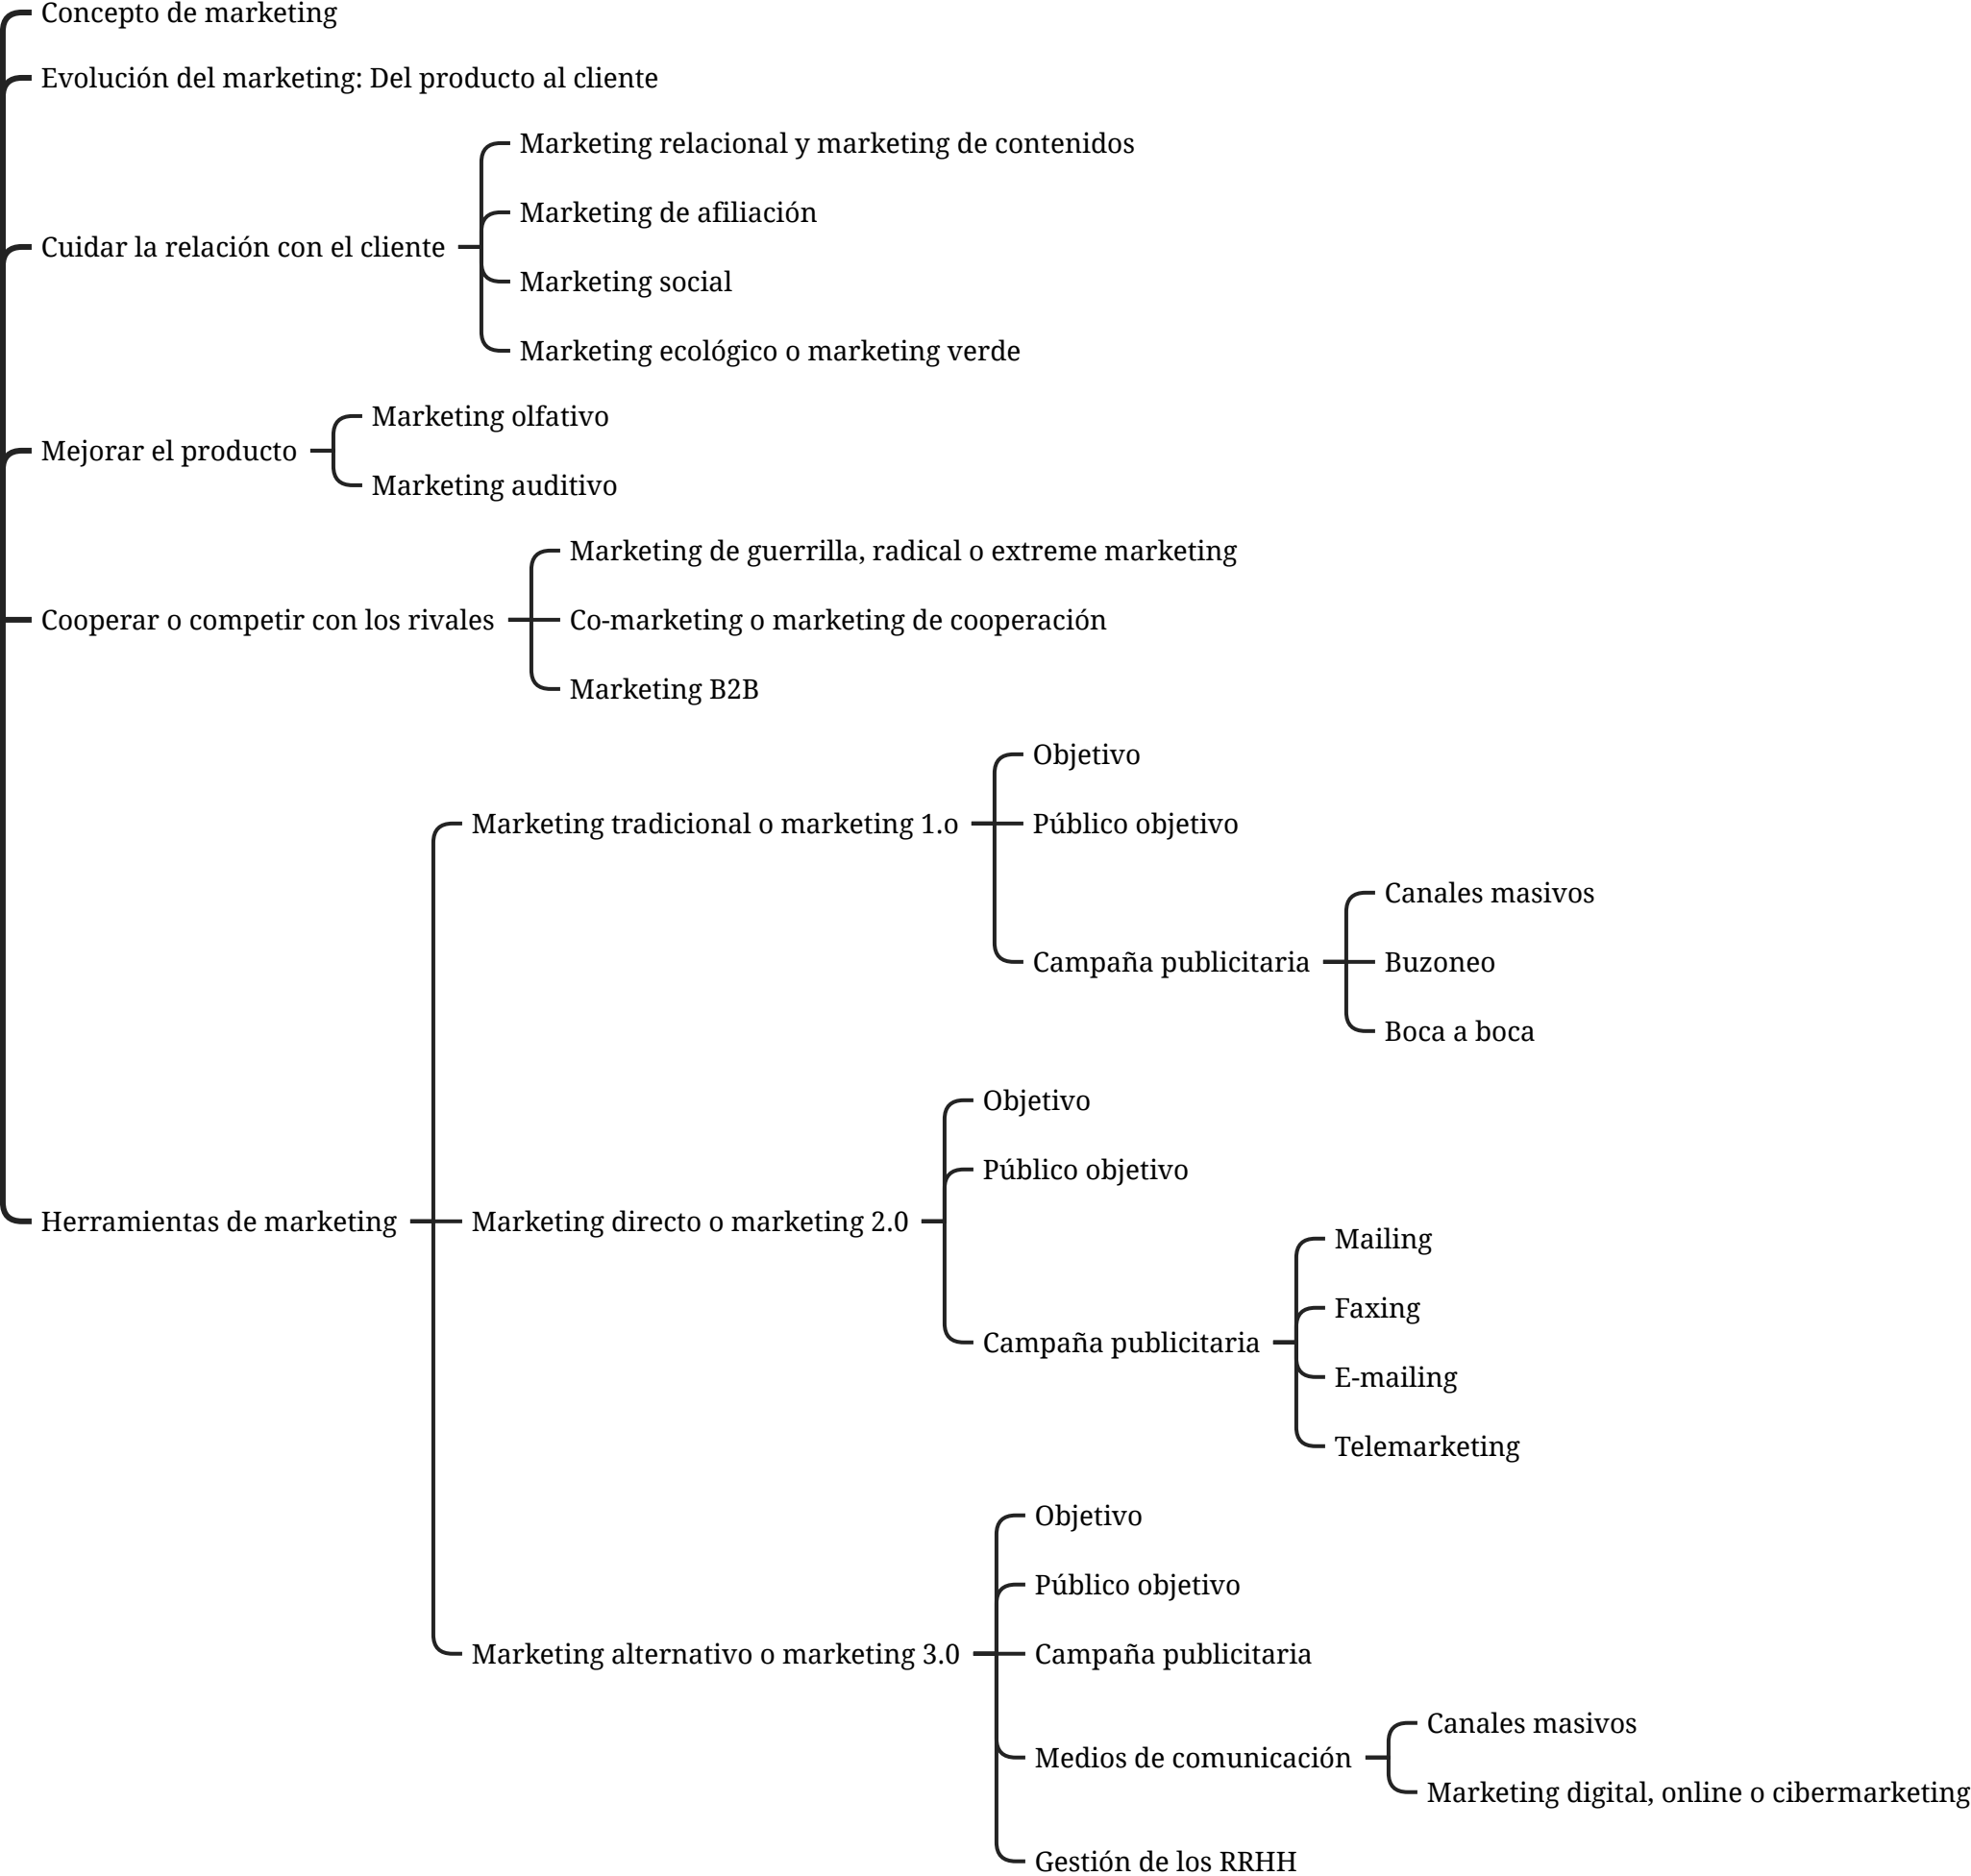 Concepto de marketing
Evolución del marketing: Del producto al cliente
Cuidar la relación con el cliente
Marketing relacional y marketing de contenidos
Marketing de afiliación
Marketing social
Marketing ecológico o marketing verde
Mejorar el producto
Marketing olfativo
Marketing auditivo
Cooperar o competir con los rivales
Marketing de guerrilla, radical o extreme marketing
Co-marketing o marketing de cooperación
Marketing B2B
Herramientas de marketing
Marketing tradicional o marketing 1.o
Objetivo
Público objetivo
Campaña publicitaria
Canales masivos
Buzoneo
Boca a boca
Marketing directo o marketing 2.0
Objetivo
Público objetivo
Campaña publicitaria
Mailing
Faxing
E-mailing
Telemarketing
Marketing alternativo o marketing 3.0
Objetivo
Público objetivo
Campaña publicitaria
Medios de comunicación
Canales masivos
Marketing digital, online o cibermarketing
Gestión de los RRHH